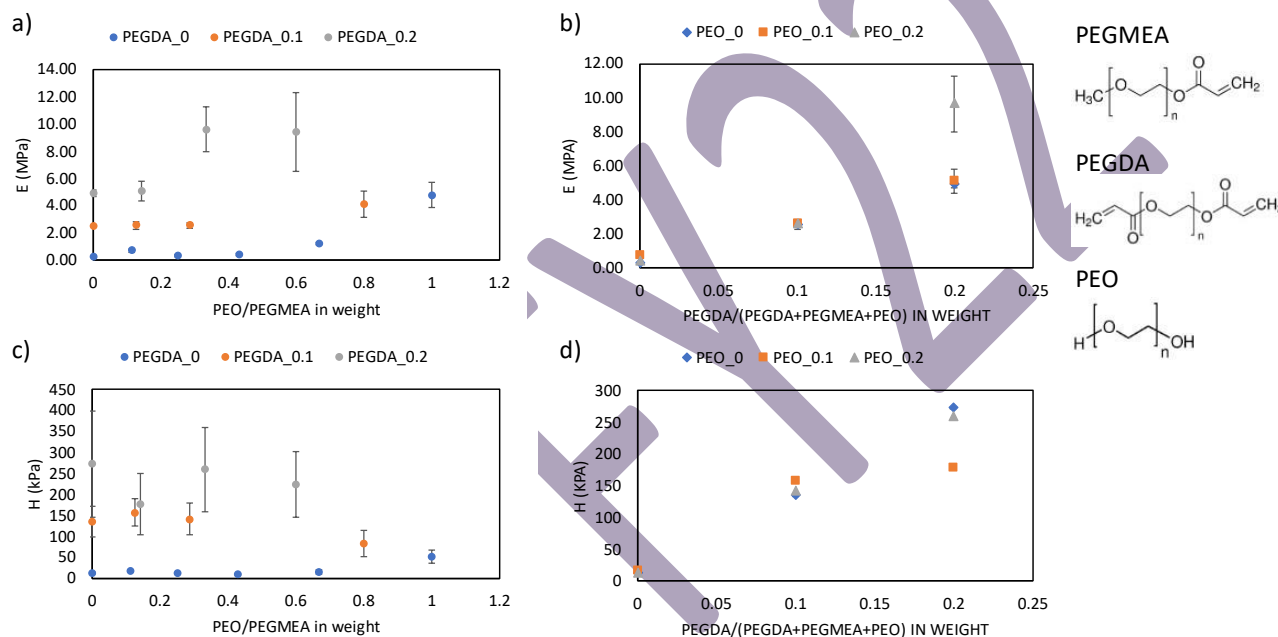 a)
PEGDA_0 PEGDA_0.1 PEGDA_0.2
14.00
12.00
10.00
8.00
6.00
4.00
2.00
0.00
E (MPa)
0 0.2 0.4 0.6 0.8 1 1.2
PEO/PEGMEA in weight
b)
PEO_0 PEO_0.1 PEO_0.2
12.00
10.00
8.00
6.00
4.00
2.00
0.00
E (MPA)
0 0.05 0.1 0.15 0.2 0.25
PEGDA/(PEGDA+PEGMEA+PEO) IN WEIGHT
PEGMEA
H₃C O n O O CH₂
PEGDA
H₂C O O n O O CH₂
PEO
H O n OH
c)
PEGDA_0 PEGDA_0.1 PEGDA_0.2
450
400
350
300
250
200
150
100
50
0
H (kPa)
0 0.2 0.4 0.6 0.8 1 1.2
PEO/PEGMEA in weight
d)
PEO_0 PEO_0.1 PEO_0.2
300
250
200
150
100
50
0
H (KPA)
0 0.05 0.1 0.15 0.2 0.25
PEGDA/(PEGDA+PEGMEA+PEO) IN WEIGHT